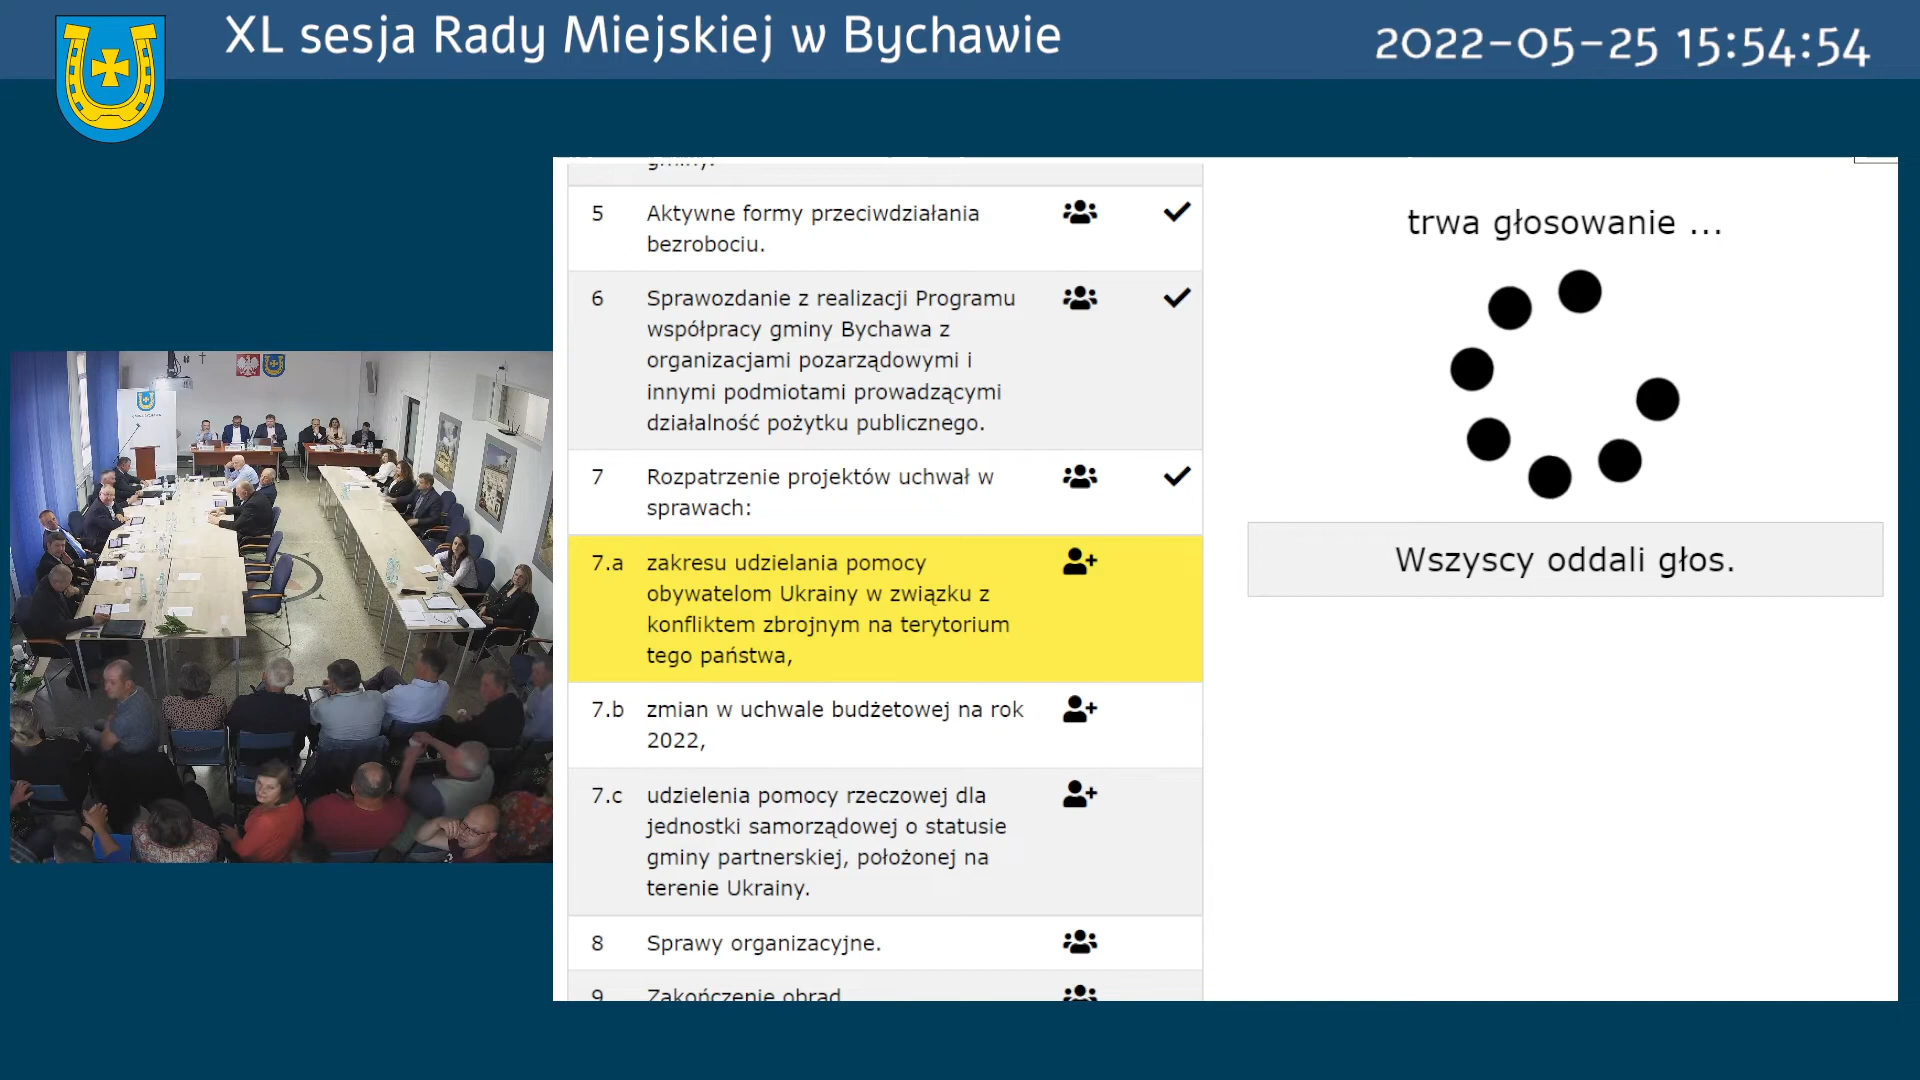 XL sesja Rady Miejskiej w Bychawie
2022-05-25 15:54:54
gminy.
5 Aktywne formy przeciwdziałania
bezrobociu.
6 Sprawozdanie z realizacji Programu
współpracy gminy Bychawa z
organizacjami pozarządowymi i
innymi podmiotami prowadzącymi
działalność pożytku publicznego.
7 Rozpatrzenie projektów uchwał w
sprawach:
7.a zakresu udzielania pomocy
obywatelom Ukrainy w związku z
konfliktem zbrojnym na terytorium
tego państwa,
7.b zmian w uchwale budżetowej na rok
2022,
7.c udzielenia pomocy rzeczowej dla
jednostki samorządowej o statusie
gminy partnerskiej, położonej na
terenie Ukrainy.
8 Sprawy organizacyjne.
9 Zakończenie obrad
trwa głosowanie ...
Wszyscy oddali głos.